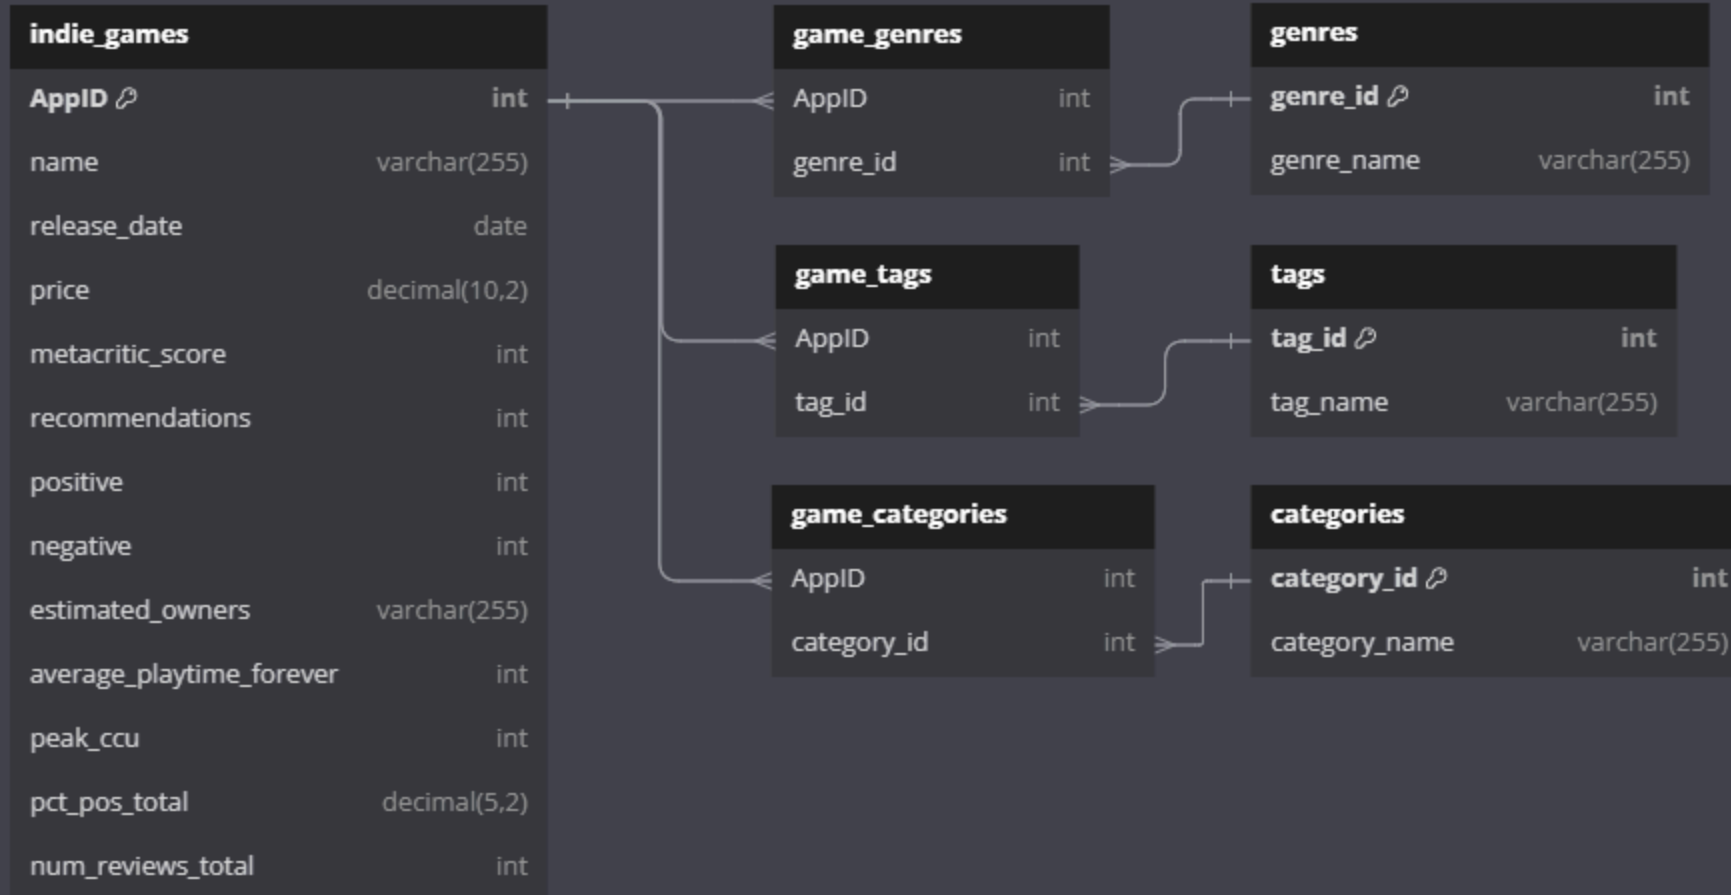 indie_games
AppID int
name varchar(255)
release_date date
price decimal(10,2)
metacritic_score int
recommendations int
positive int
negative int
estimated_owners varchar(255)
average_playtime_forever int
peak_ccu int
pct_pos_total decimal(5,2)
num_reviews_total int
game_genres
AppID int
genre_id int
genres
genre_id int
genre_name varchar(255)
game_tags
AppID int
tag_id int
tags
tag_id int
tag_name varchar(255)
game_categories
AppID int
category_id int
categories
category_id int
category_name varchar(255)